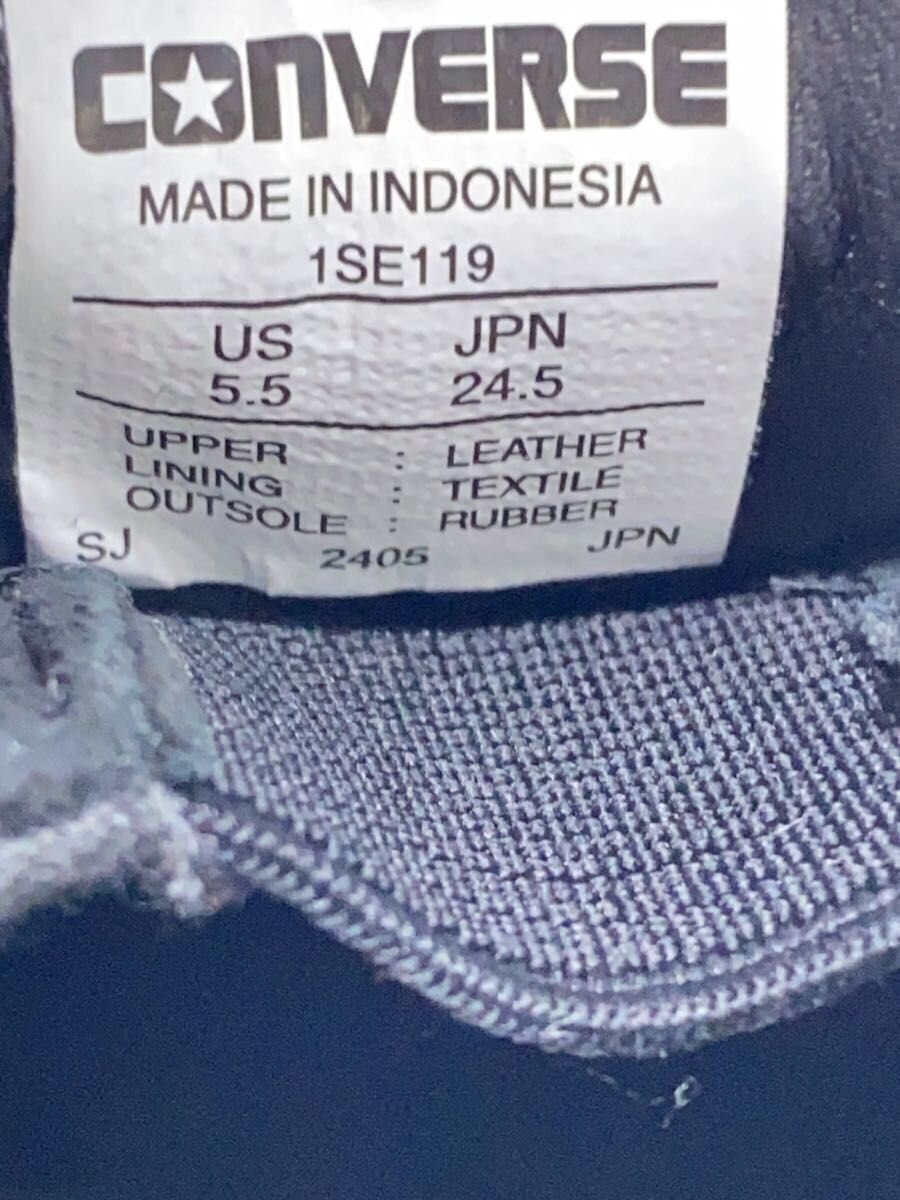 CONVERSE
MADE IN INDONESIA
1SE119
US JPN
5.5 24.5
UPPER : LEATHER
LINING : TEXTILE
OUTSOLE : RUBBER
SJ 2405 JPN